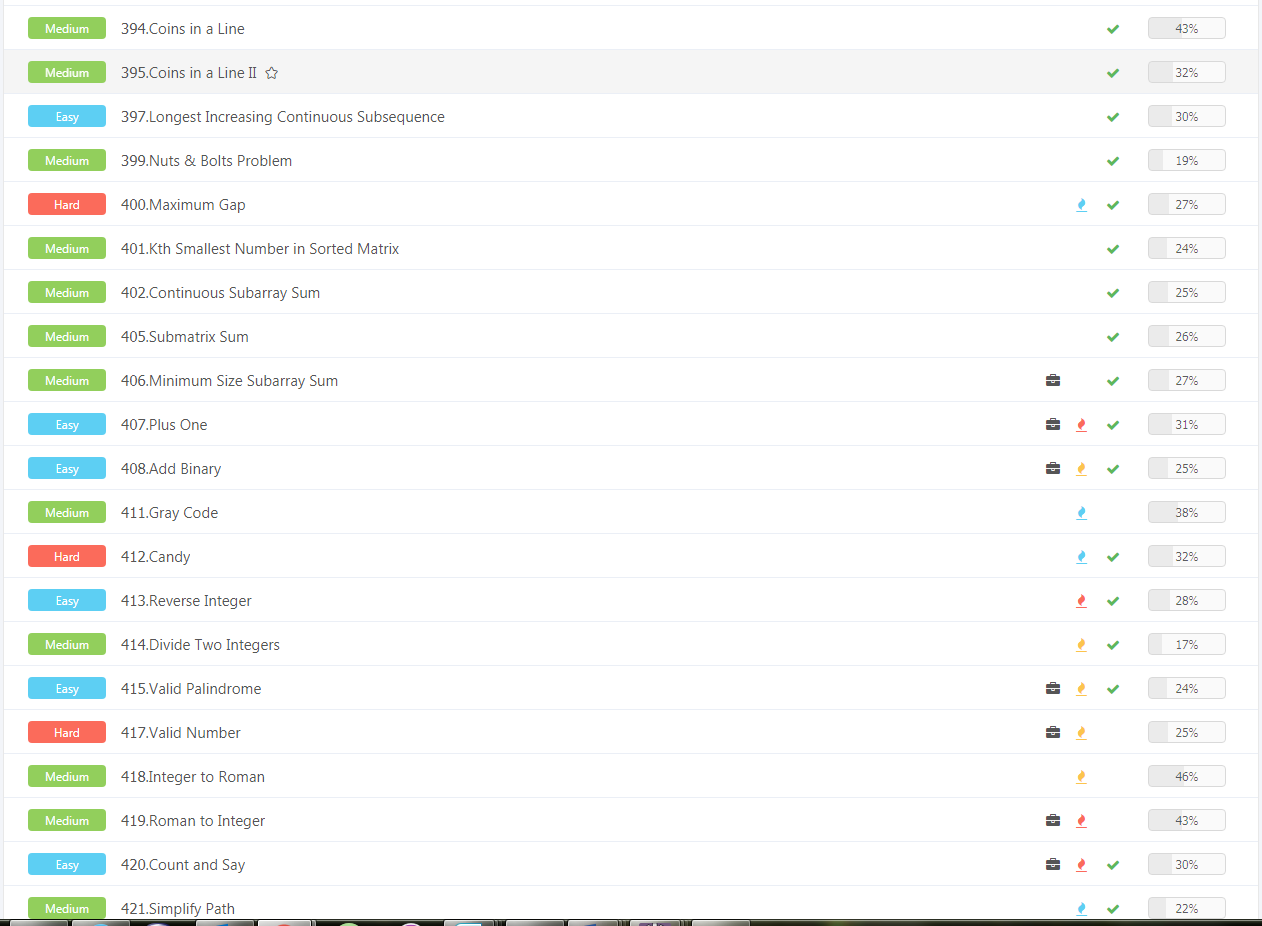 Medium 394.Coins in a Line 43%
Medium 395.Coins in a Line II 32%
Easy 397.Longest Increasing Continuous Subsequence 30%
Medium 399.Nuts & Bolts Problem 19%
Hard 400.Maximum Gap 27%
Medium 401.Kth Smallest Number in Sorted Matrix 24%
Medium 402.Continuous Subarray Sum 25%
Medium 405.Submatrix Sum 26%
Medium 406.Minimum Size Subarray Sum 27%
Easy 407.Plus One 31%
Easy 408.Add Binary 25%
Medium 411.Gray Code 38%
Hard 412.Candy 32%
Easy 413.Reverse Integer 28%
Medium 414.Divide Two Integers 17%
Easy 415.Valid Palindrome 24%
Hard 417.Valid Number 25%
Medium 418.Integer to Roman 46%
Medium 419.Roman to Integer 43%
Easy 420.Count and Say 30%
Medium 421.Simplify Path 22%